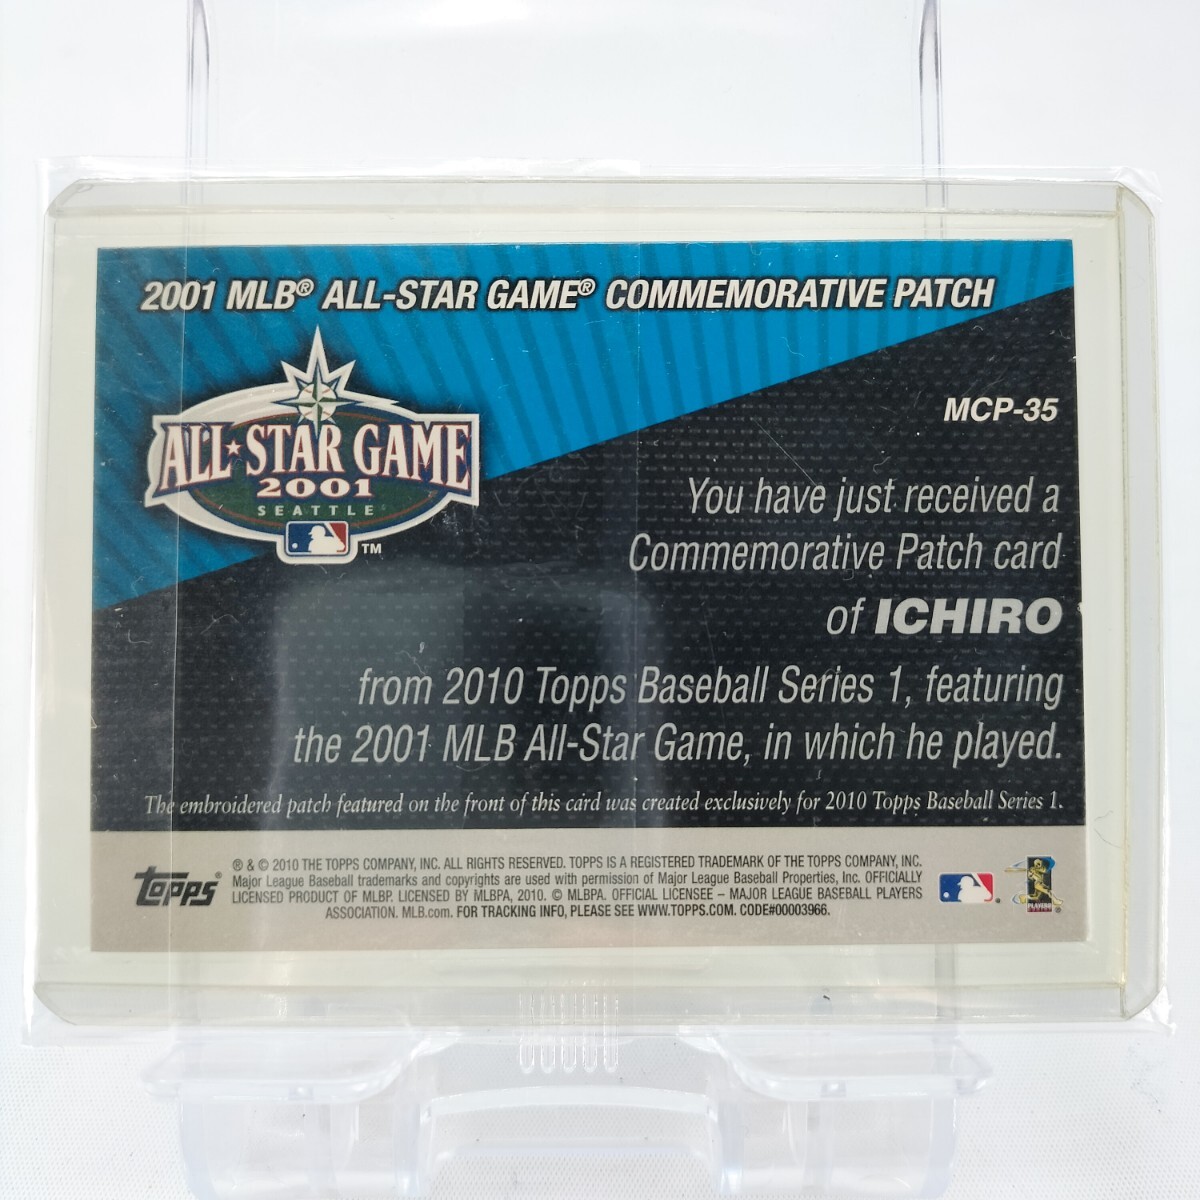 2001 MLB® ALL-STAR GAME® COMMEMORATIVE PATCH
ALL★STAR GAME
2001
SEATTLE
TM
MCP-35
You have just received a
Commemorative Patch card
of ICHIRO
from 2010 Topps Baseball Series 1, featuring
the 2001 MLB All-Star Game, in which he played.
The embroidered patch featured on the front of this card was created exclusively for 2010 Topps Baseball Series 1.
topps®
® & © 2010 THE TOPPS COMPANY, INC. ALL RIGHTS RESERVED. TOPPS IS A REGISTERED TRADEMARK OF THE TOPPS COMPANY, INC.
Major League Baseball trademarks and copyrights are used with permission of Major League Baseball Properties, Inc. OFFICIALLY
LICENSED PRODUCT OF MLBP. LICENSED BY MLBPA, 2010. © MLBPA. OFFICIAL LICENSEE – MAJOR LEAGUE BASEBALL PLAYERS
ASSOCIATION. MLB.com. FOR TRACKING INFO, PLEASE SEE WWW.TOPPS.COM. CODE#00003966.
PLAYERS